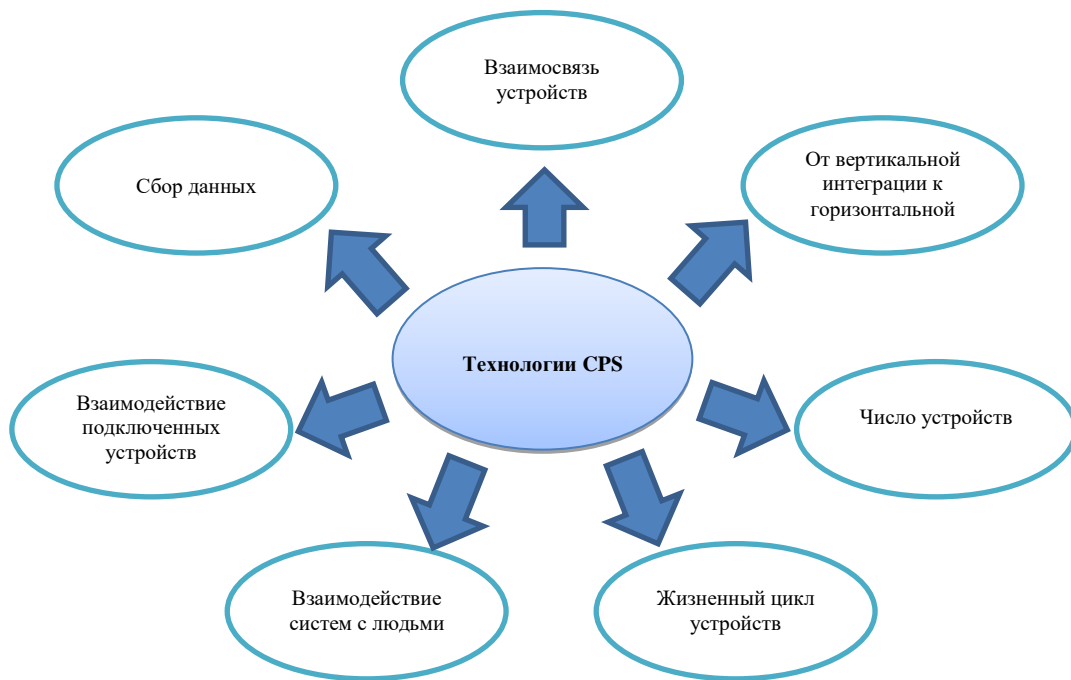 Взаимосвязь
устройств
Сбор данных
От вертикальной
интеграции к
горизонтальной
Технологии CPS
Взаимодействие
подключенных
устройств
Число устройств
Взаимодействие
систем с людьми
Жизненный цикл
устройств